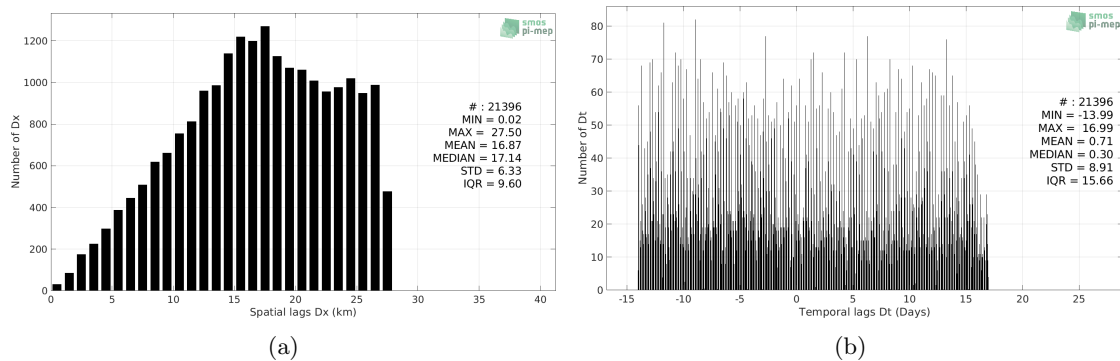 smos
pi-mep
1200
1000
800
600
400
200
0
Number of Dx
# : 21396
MIN = 0.02
MAX = 27.50
MEAN = 16.87
MEDIAN = 17.14
STD = 6.33
IQR = 9.60
0 5 10 15 20 25 30 35 40
Spatial lags Dx (km)
(a)
smos
pi-mep
80
70
60
50
40
30
20
10
0
Number of Dt
# : 21396
MIN = -13.99
MAX = 16.99
MEAN = 0.71
MEDIAN = 0.30
STD = 8.91
IQR = 15.66
-15 -10 -5 0 5 10 15 20 25
Temporal lags Dt (Days)
(b)